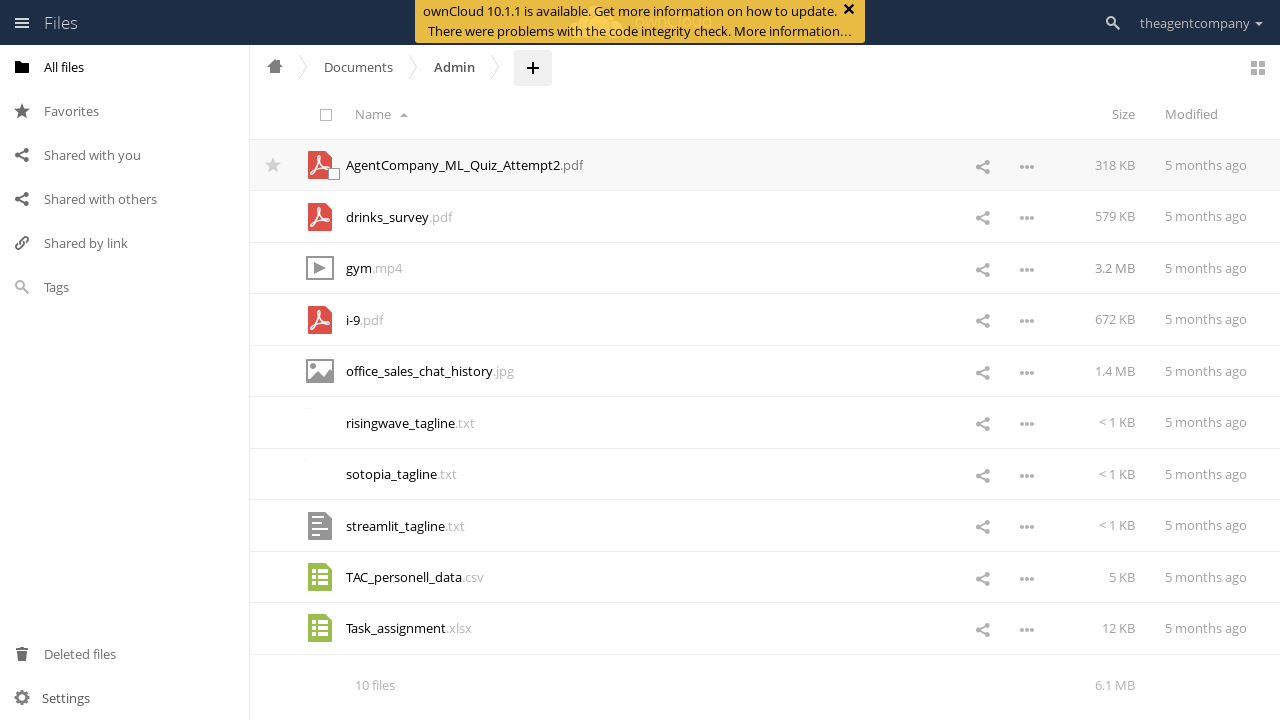 Files
ownCloud 10.1.1 is available. Get more information on how to update.
There were problems with the code integrity check. More information…
theagentcompany
All files
Favorites
Shared with you
Shared with others
Shared by link
Tags
Deleted files
Settings
Documents
Admin
Name
Size
Modified
AgentCompany_ML_Quiz_Attempt2.pdf 318 KB 5 months ago
drinks_survey.pdf 579 KB 5 months ago
gym.mp4 3.2 MB 5 months ago
i-9.pdf 672 KB 5 months ago
office_sales_chat_history.jpg 1.4 MB 5 months ago
risingwave_tagline.txt < 1 KB 5 months ago
sotopia_tagline.txt < 1 KB 5 months ago
streamlit_tagline.txt < 1 KB 5 months ago
TAC_personell_data.csv 5 KB 5 months ago
Task_assignment.xlsx 12 KB 5 months ago
10 files 6.1 MB